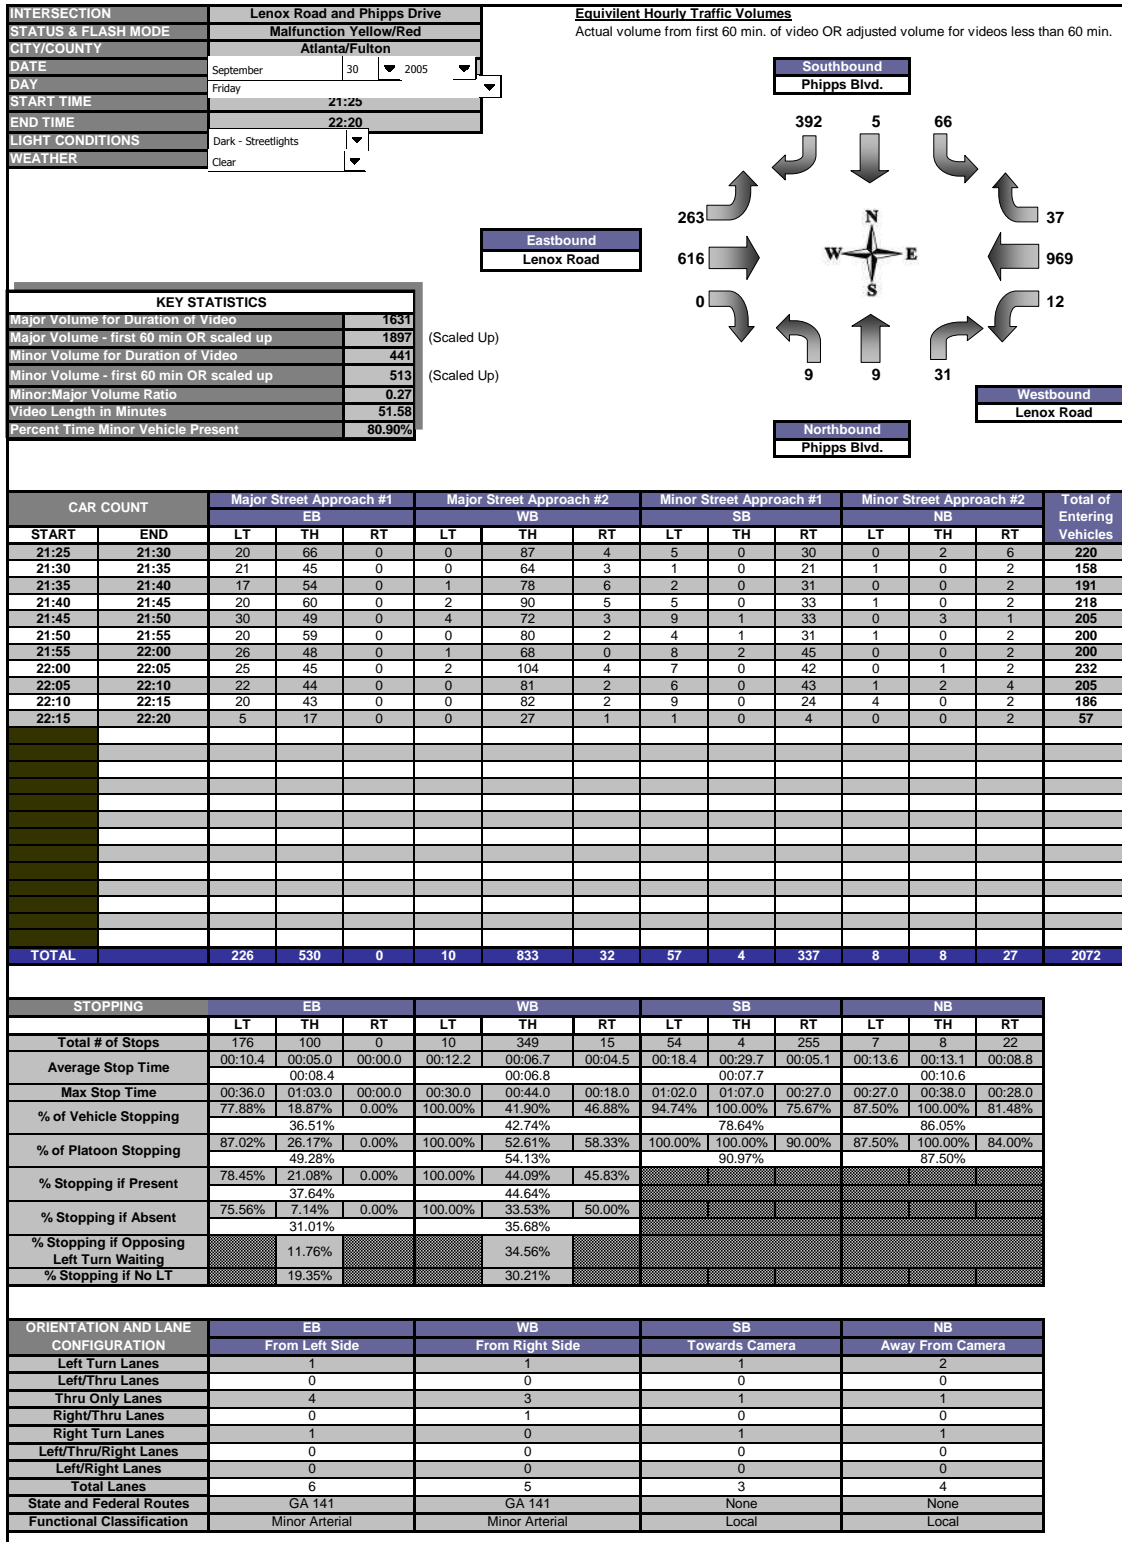 INTERSECTION Lenox Road and Phipps Drive
STATUS & FLASH MODE Malfunction Yellow/Red
CITY/COUNTY Atlanta/Fulton
DATE September 30 2005
DAY Friday
START TIME 21:25
END TIME 22:20
LIGHT CONDITIONS Dark - Streetlights
WEATHER Clear
Equivilent Hourly Traffic Volumes
Actual volume from first 60 min. of video OR adjusted volume for videos less than 60 min.
Southbound
Phipps Blvd.
392 5 66
263 N 37
Eastbound
Lenox Road
616 W E 969
0 S 12
9 9 31
Westbound
Lenox Road
Northbound
Phipps Blvd.
KEY STATISTICS
Major Volume for Duration of Video 1631
Major Volume - first 60 min OR scaled up 1897 (Scaled Up)
Minor Volume for Duration of Video 441
Minor Volume - first 60 min OR scaled up 513 (Scaled Up)
Minor:Major Volume Ratio 0.27
Video Length in Minutes 51.58
Percent Time Minor Vehicle Present 80.90%
CAR COUNT Major Street Approach #1 Major Street Approach #2 Minor Street Approach #1 Minor Street Approach #2 Total of
EB WB SB NB Entering
START END LT TH RT LT TH RT LT TH RT LT TH RT Vehicles
21:25 21:30 20 66 0 0 87 4 5 0 30 0 2 6 220
21:30 21:35 21 45 0 0 64 3 1 0 21 1 0 2 158
21:35 21:40 17 54 0 1 78 6 2 0 31 0 0 2 191
21:40 21:45 20 60 0 2 90 5 5 0 33 1 0 2 218
21:45 21:50 30 49 0 4 72 3 9 1 33 0 3 1 205
21:50 21:55 20 59 0 0 80 2 4 1 31 1 0 2 200
21:55 22:00 26 48 0 1 68 0 8 2 45 0 0 2 200
22:00 22:05 25 45 0 2 104 4 7 0 42 0 1 2 232
22:05 22:10 22 44 0 0 81 2 6 0 43 1 2 4 205
22:10 22:15 20 43 0 0 82 2 9 0 24 4 0 2 186
22:15 22:20 5 17 0 0 27 1 1 0 4 0 0 2 57
TOTAL 226 530 0 10 833 32 57 4 337 8 8 27 2072
STOPPING EB WB SB NB
LT TH RT LT TH RT LT TH RT LT TH RT
Total # of Stops 176 100 0 10 349 15 54 4 255 7 8 22
Average Stop Time 00:10.4 00:05.0 00:00.0 00:12.2 00:06.7 00:04.5 00:18.4 00:29.7 00:05.1 00:13.6 00:13.1 00:08.8
00:08.4 00:06.8 00:07.7 00:10.6
Max Stop Time 00:36.0 01:03.0 00:00.0 00:30.0 00:44.0 00:18.0 01:02.0 01:07.0 00:27.0 00:27.0 00:38.0 00:28.0
% of Vehicle Stopping 77.88% 18.87% 0.00% 100.00% 41.90% 46.88% 94.74% 100.00% 75.67% 87.50% 100.00% 81.48%
36.51% 42.74% 78.64% 86.05%
% of Platoon Stopping 87.02% 26.17% 0.00% 100.00% 52.61% 58.33% 100.00% 100.00% 90.00% 87.50% 100.00% 84.00%
49.28% 54.13% 90.97% 87.50%
% Stopping if Present 78.45% 21.08% 0.00% 100.00% 44.09% 45.83%
37.64% 44.64%
% Stopping if Absent 75.56% 7.14% 0.00% 100.00% 33.53% 50.00%
31.01% 35.68%
% Stopping if Opposing
Left Turn Waiting 11.76% 34.56%
% Stopping if No LT 19.35% 30.21%
ORIENTATION AND LANE EB WB SB NB
CONFIGURATION From Left Side From Right Side Towards Camera Away From Camera
Left Turn Lanes 1 1 1 2
Left/Thru Lanes 0 0 0 0
Thru Only Lanes 4 3 1 1
Right/Thru Lanes 0 1 0 0
Right Turn Lanes 1 0 1 1
Left/Thru/Right Lanes 0 0 0 0
Left/Right Lanes 0 0 0 0
Total Lanes 6 5 3 4
State and Federal Routes GA 141 GA 141 None None
Functional Classification Minor Arterial Minor Arterial Local Local